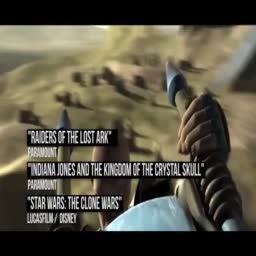 "RAIDERS OF THE LOST ARK"
PARAMOUNT
"INDIANA JONES AND THE KINGDOM OF THE CRYSTAL SKULL"
PARAMOUNT
"STAR WARS: THE CLONE WARS"
LUCASFILM / DISNEY